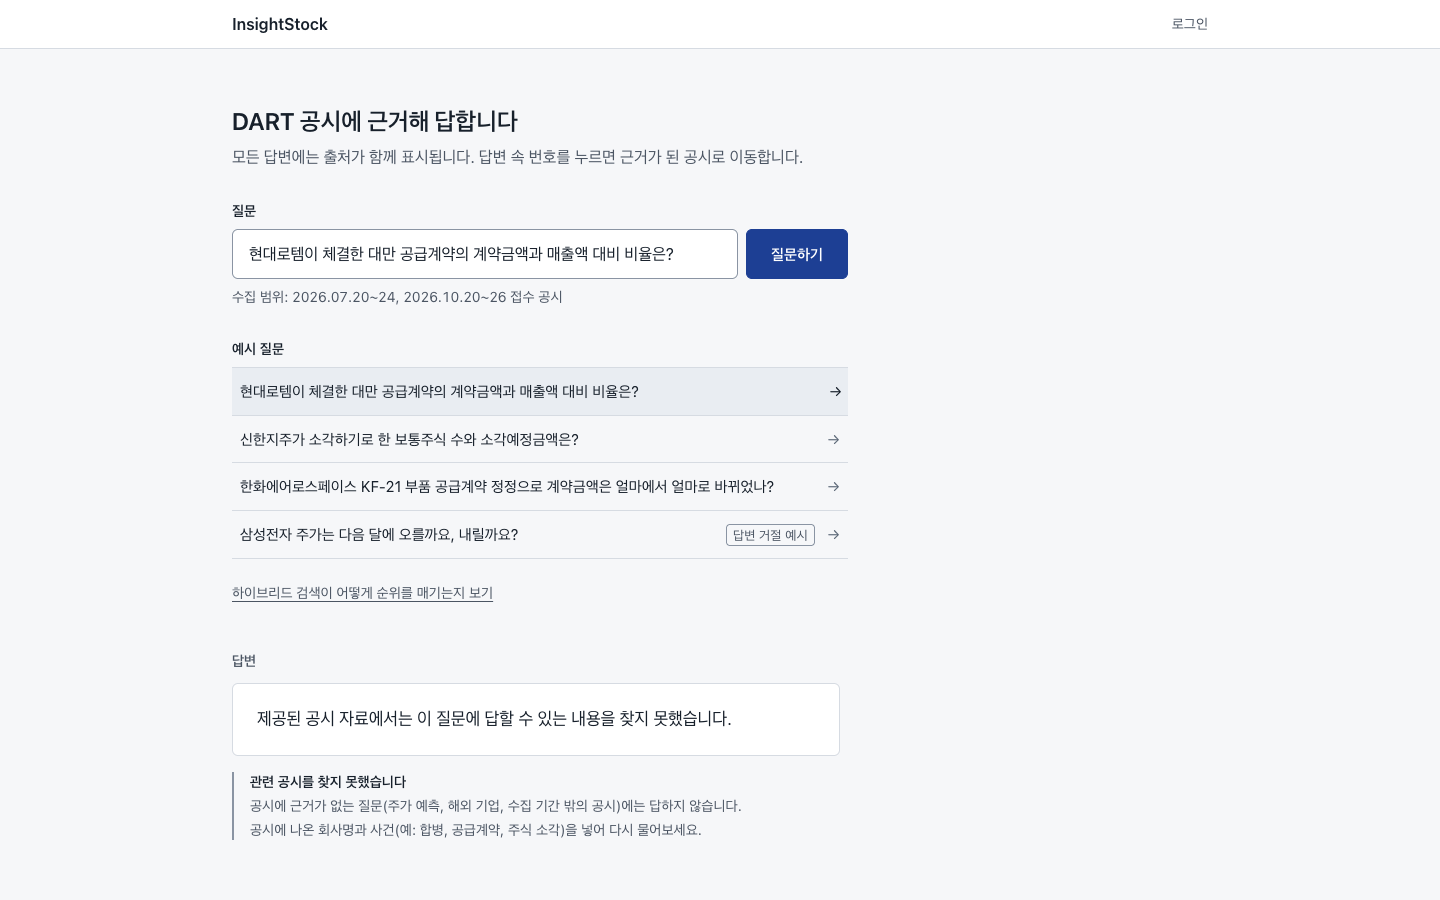 InsightStock
로그인
DART 공시에 근거해 답합니다
모든 답변에는 출처가 함께 표시됩니다. 답변 속 번호를 누르면 근거가 된 공시로 이동합니다.
질문
현대로템이 체결한 대만 공급계약의 계약금액과 매출액 대비 비율은?
질문하기
수집 범위: 2026.07.20~24, 2026.10.20~26 접수 공시
예시 질문
현대로템이 체결한 대만 공급계약의 계약금액과 매출액 대비 비율은? →
신한지주가 소각하기로 한 보통주식 수와 소각예정금액은? →
한화에어로스페이스 KF-21 부품 공급계약 정정으로 계약금액은 얼마에서 얼마로 바뀌었나? →
삼성전자 주가는 다음 달에 오를까요, 내릴까요? 답변 거절 예시 →
하이브리드 검색이 어떻게 순위를 매기는지 보기
답변
제공된 공시 자료에서는 이 질문에 답할 수 있는 내용을 찾지 못했습니다.
관련 공시를 찾지 못했습니다
공시에 근거가 없는 질문(주가 예측, 해외 기업, 수집 기간 밖의 공시)에는 답하지 않습니다.
공시에 나온 회사명과 사건(예: 합병, 공급계약, 주식 소각)을 넣어 다시 물어보세요.